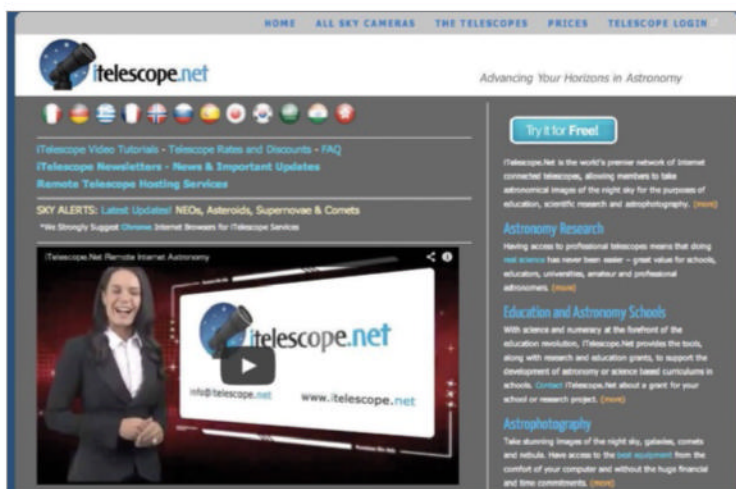 HOME ALL SKY CAMERAS THE TELESCOPES PRICES TELESCOPE LOGIN
itelescope.net
Advancing Your Horizons in Astronomy
iTelescope Video Tutorials - Telescope Rates and Discounts - FAQ
iTelescope Newsletters - News & Important Updates
Remote Telescope Hosting Services
SKY ALERTS: Latest Updates! NEOs, Asteroids, Supernovae & Comets
*We Strongly Suggest Chrome Internet Browsers for iTelescope Services
iTelescope.Net Remote Internet Astronomy
itelescope.net
info@itelescope.net www.itelescope.net
Try it for Free!
iTelescope.Net is the world's premier network of Internet
connected telescopes, allowing members to take
astronomical images of the night sky for the purposes of
education, scientific research and astrophotography. (more)
Astronomy Research
Having access to professional telescopes means that doing
real science has never been easier – great value for schools,
educators, universities, amateur and professional
astronomers. (more)
Education and Astronomy Schools
With science and numeracy at the forefront of the
education revolution, iTelescope.Net provides the tools,
along with research and education grants, to support the
development of astronomy or science based curriculums in
schools. Contact iTelescope.Net about a grant for your
school or research project. (more)
Astrophotography
Take stunning images of the night sky, galaxies, comets
and nebula. Have access to the best equipment from the
comfort of your computer and without the huge financial
and time commitments. (more)